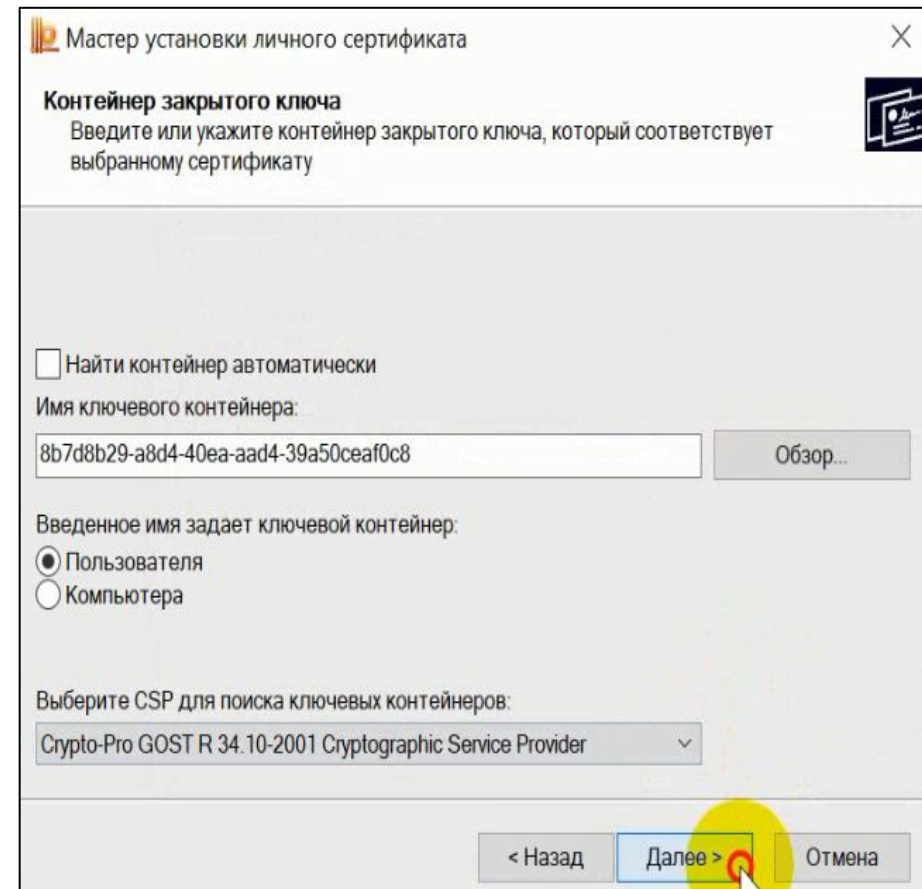 Мастер установки личного сертификата
Контейнер закрытого ключа
Введите или укажите контейнер закрытого ключа, который соответствует
выбранному сертификату
Найти контейнер автоматически
Имя ключевого контейнера:
8b7d8b29-a8d4-40ea-aad4-39a50ceaf0c8
Обзор...
Введенное имя задает ключевой контейнер:
Пользователя
Компьютера
Выберите CSP для поиска ключевых контейнеров:
Crypto-Pro GOST R 34.10-2001 Cryptographic Service Provider
< Назад
Далее >
Отмена